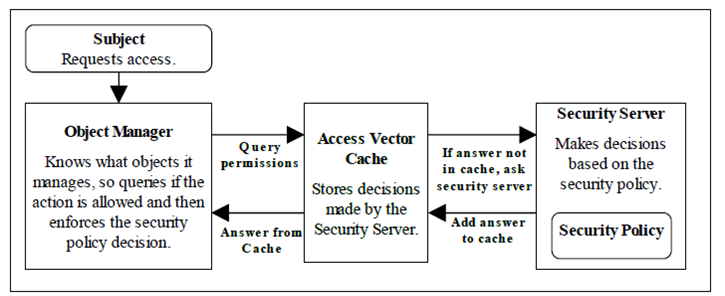 Subject
Requests access.
Object Manager
Knows what objects it
manages, so queries if the
action is allowed and then
enforces the security
policy decision.
Query
permissions
Answer from
Cache
Access Vector
Cache
Stores decisions
made by the
Security Server.
If answer not
in cache, ask
security server
Add answer
to cache
Security Server
Makes decisions
based on the
security policy.
Security Policy